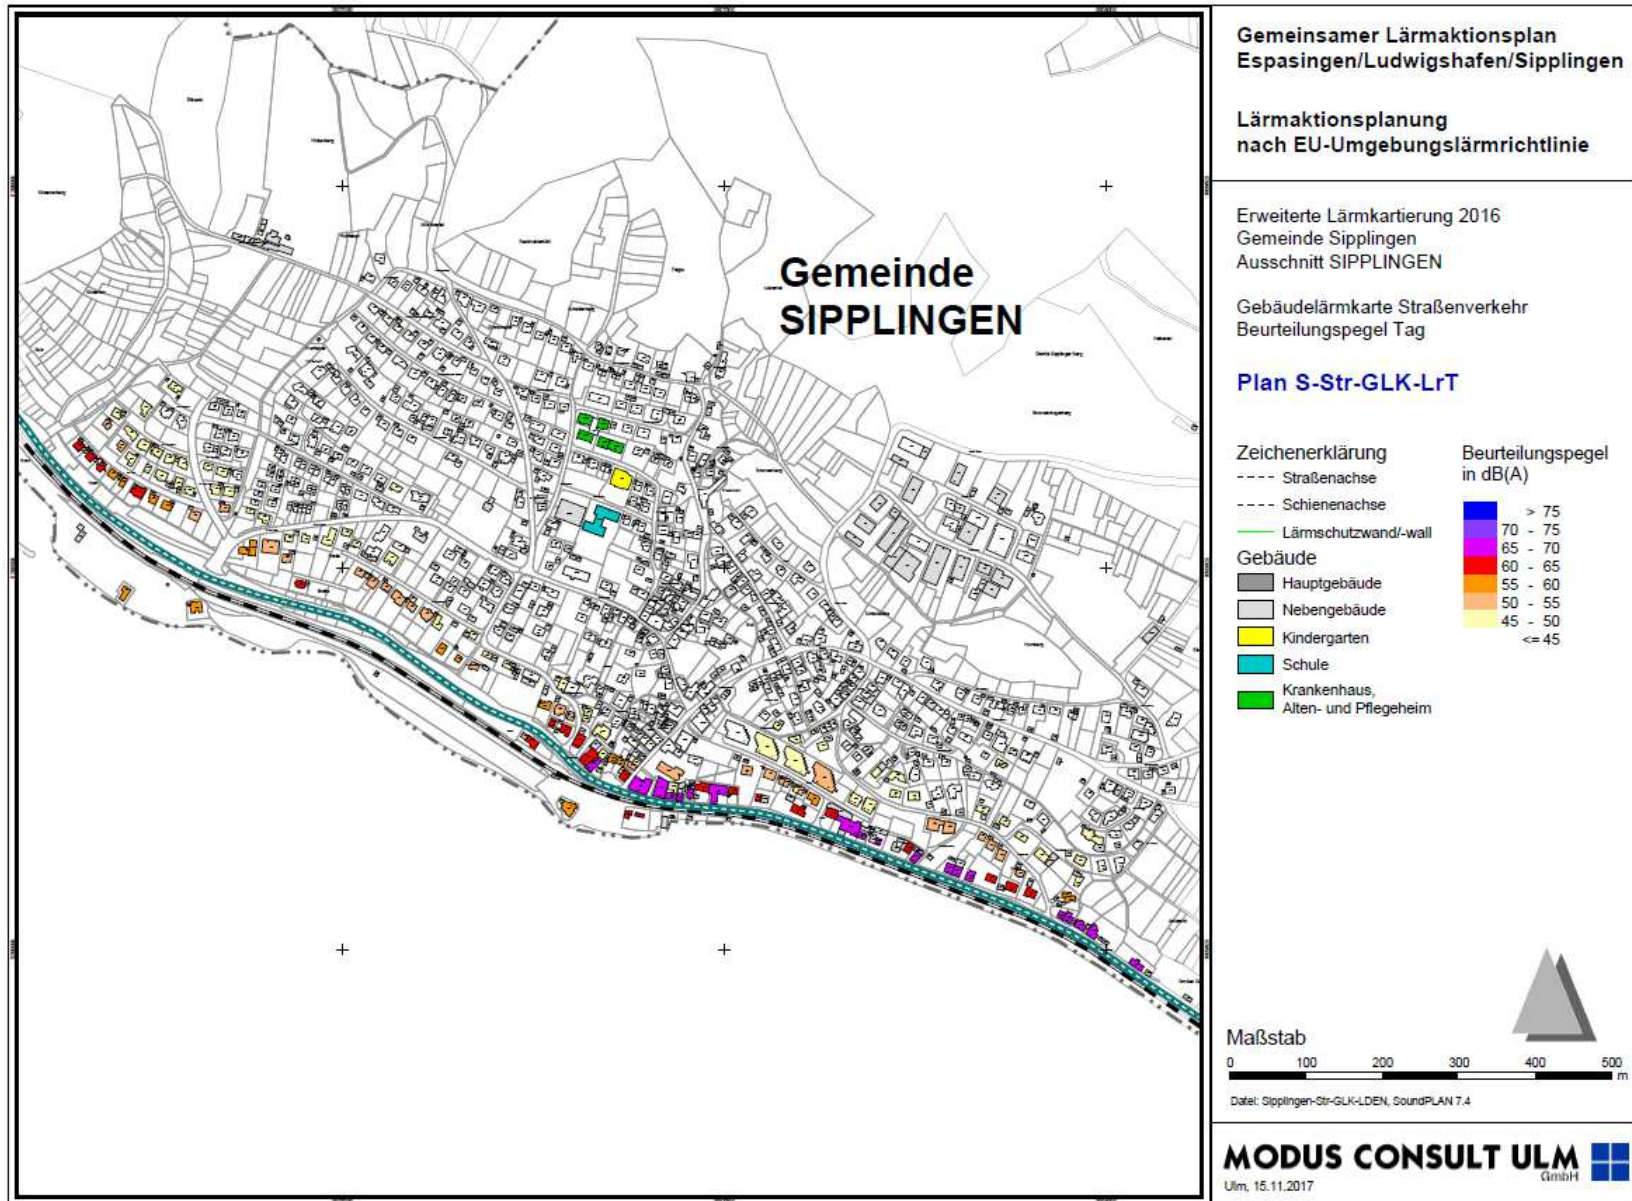 Gemeinsamer Lärmaktionsplan
Espasingen/Ludwigshafen/Sipplingen
Lärmaktionsplanung
nach EU-Umgebungslärmrichtlinie
Erweiterte Lärmkartierung 2016
Gemeinde Sipplingen
Ausschnitt SIPPLINGEN
Gebäudelärmkarte Straßenverkehr
Beurteilungspegel Tag
Plan S-Str-GLK-LrT
Zeichenerklärung
Straßenachse
Schienenachse
Lärmschutzwand/-wall
Gebäude
Hauptgebäude
Nebengebäude
Kindergarten
Schule
Krankenhaus,
Alten- und Pflegeheim
Beurteilungspegel
in dB(A)
> 75
70 - 75
65 - 70
60 - 65
55 - 60
50 - 55
45 - 50
<= 45
Gemeinde
SIPPLINGEN
Maßstab
0 100 200 300 400 500
m
Datei: Sipplingen-Str-GLK-LDEN, SoundPLAN 7.4
MODUS CONSULT ULM
GmbH
Ulm, 15.11.2017